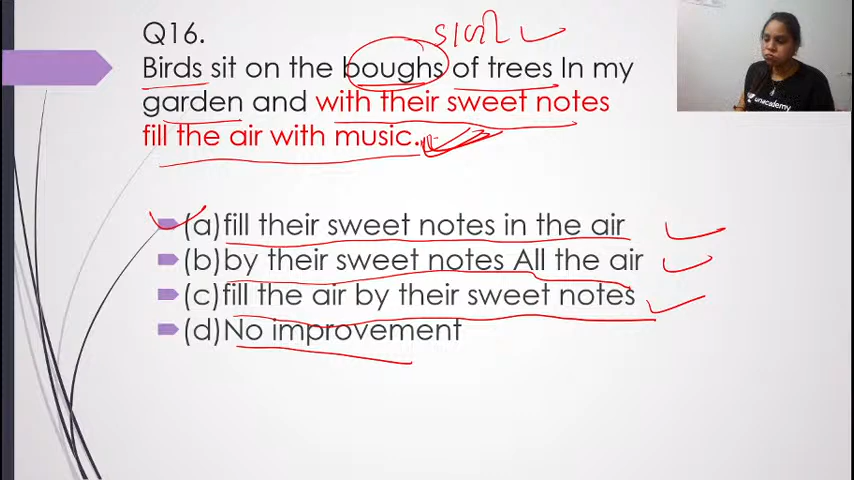 Q16.
डाली
Birds sit on the boughs of trees In my
garden and with their sweet notes
fill the air with music.
(a)fill their sweet notes in the air
(b)by their sweet notes All the air
(c)fill the air by their sweet notes
(d)No improvement
unacademy